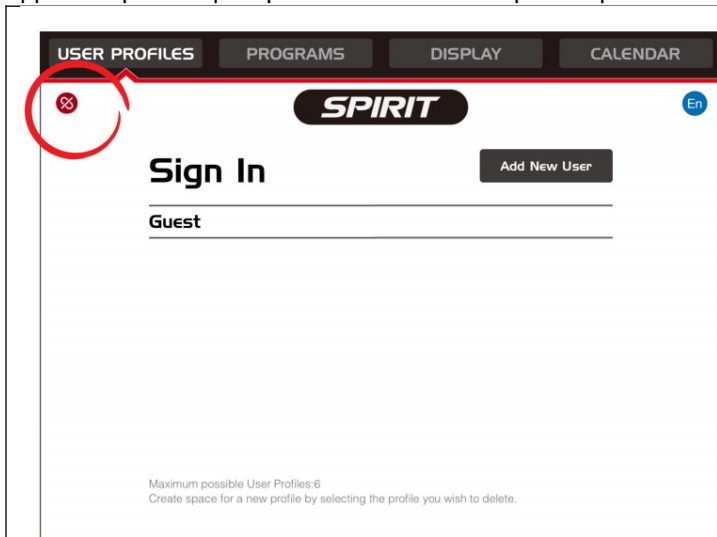 USER PROFILES PROGRAMS DISPLAY CALENDAR
SPIRIT En
Sign In Add New User
Guest
Maximum possible User Profiles:6
Create space for a new profile by selecting the profile you wish to delete.